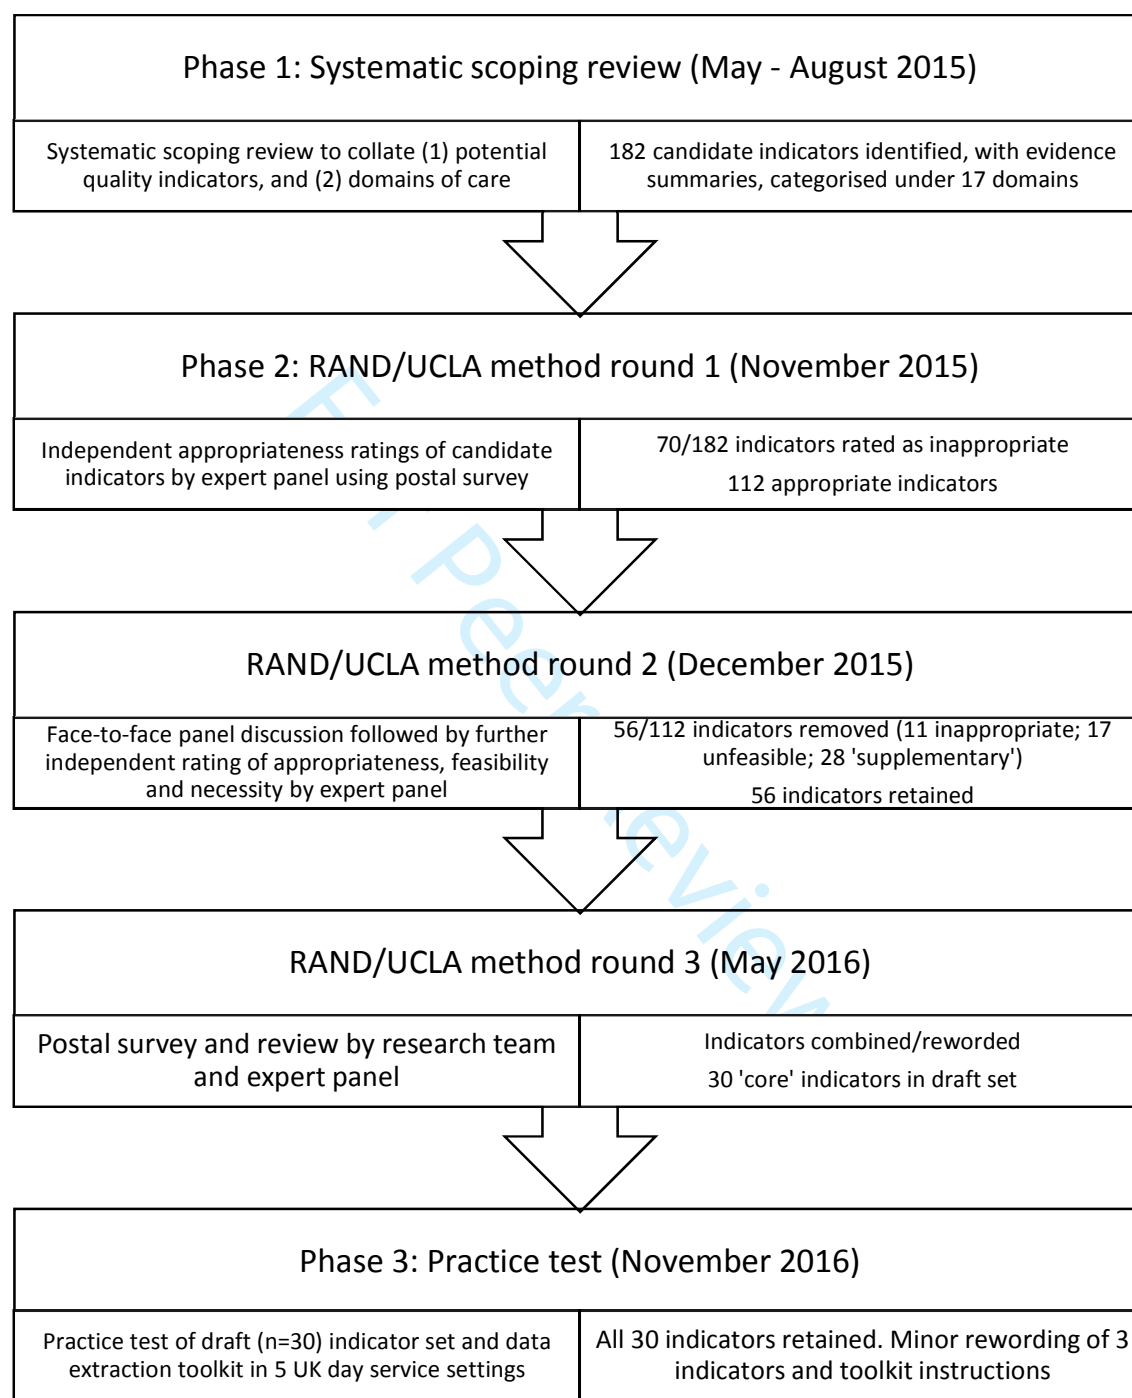 Phase 1: Systematic scoping review (May - August 2015)
Systematic scoping review to collate (1) potential
quality indicators, and (2) domains of care
182 candidate indicators identified, with evidence
summaries, categorised under 17 domains
Phase 2: RAND/UCLA method round 1 (November 2015)
Independent appropriateness ratings of candidate
indicators by expert panel using postal survey
70/182 indicators rated as inappropriate
112 appropriate indicators
RAND/UCLA method round 2 (December 2015)
Face-to-face panel discussion followed by further
independent rating of appropriateness, feasibility
and necessity by expert panel
56/112 indicators removed (11 inappropriate; 17
unfeasible; 28 'supplementary')
56 indicators retained
RAND/UCLA method round 3 (May 2016)
Postal survey and review by research team
and expert panel
Indicators combined/reworded
30 'core' indicators in draft set
Phase 3: Practice test (November 2016)
Practice test of draft (n=30) indicator set and data
extraction toolkit in 5 UK day service settings
All 30 indicators retained. Minor rewording of 3
indicators and toolkit instructions
For Peer Review